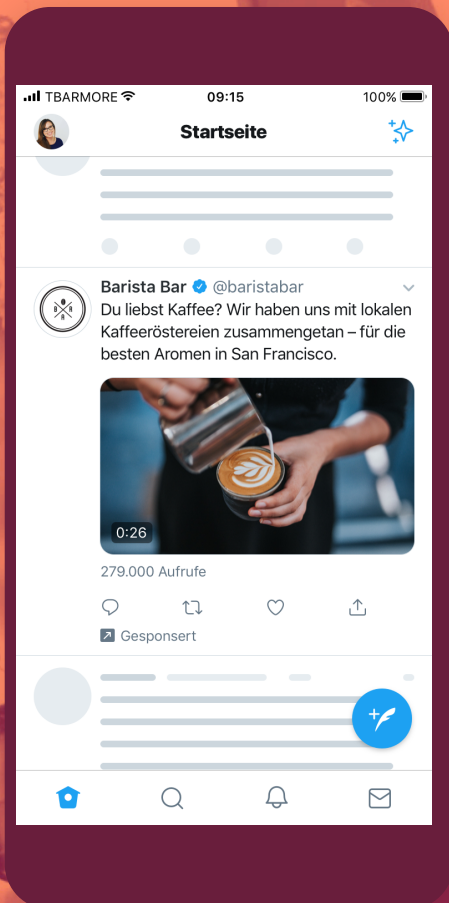 TBARMORE 09:15 100%
Startseite
Barista Bar @baristabar
Du liebst Kaffee? Wir haben uns mit lokalen
Kaffeeröstereien zusammengetan – für die
besten Aromen in San Francisco.
0:26
279.000 Aufrufe
Gesponsert